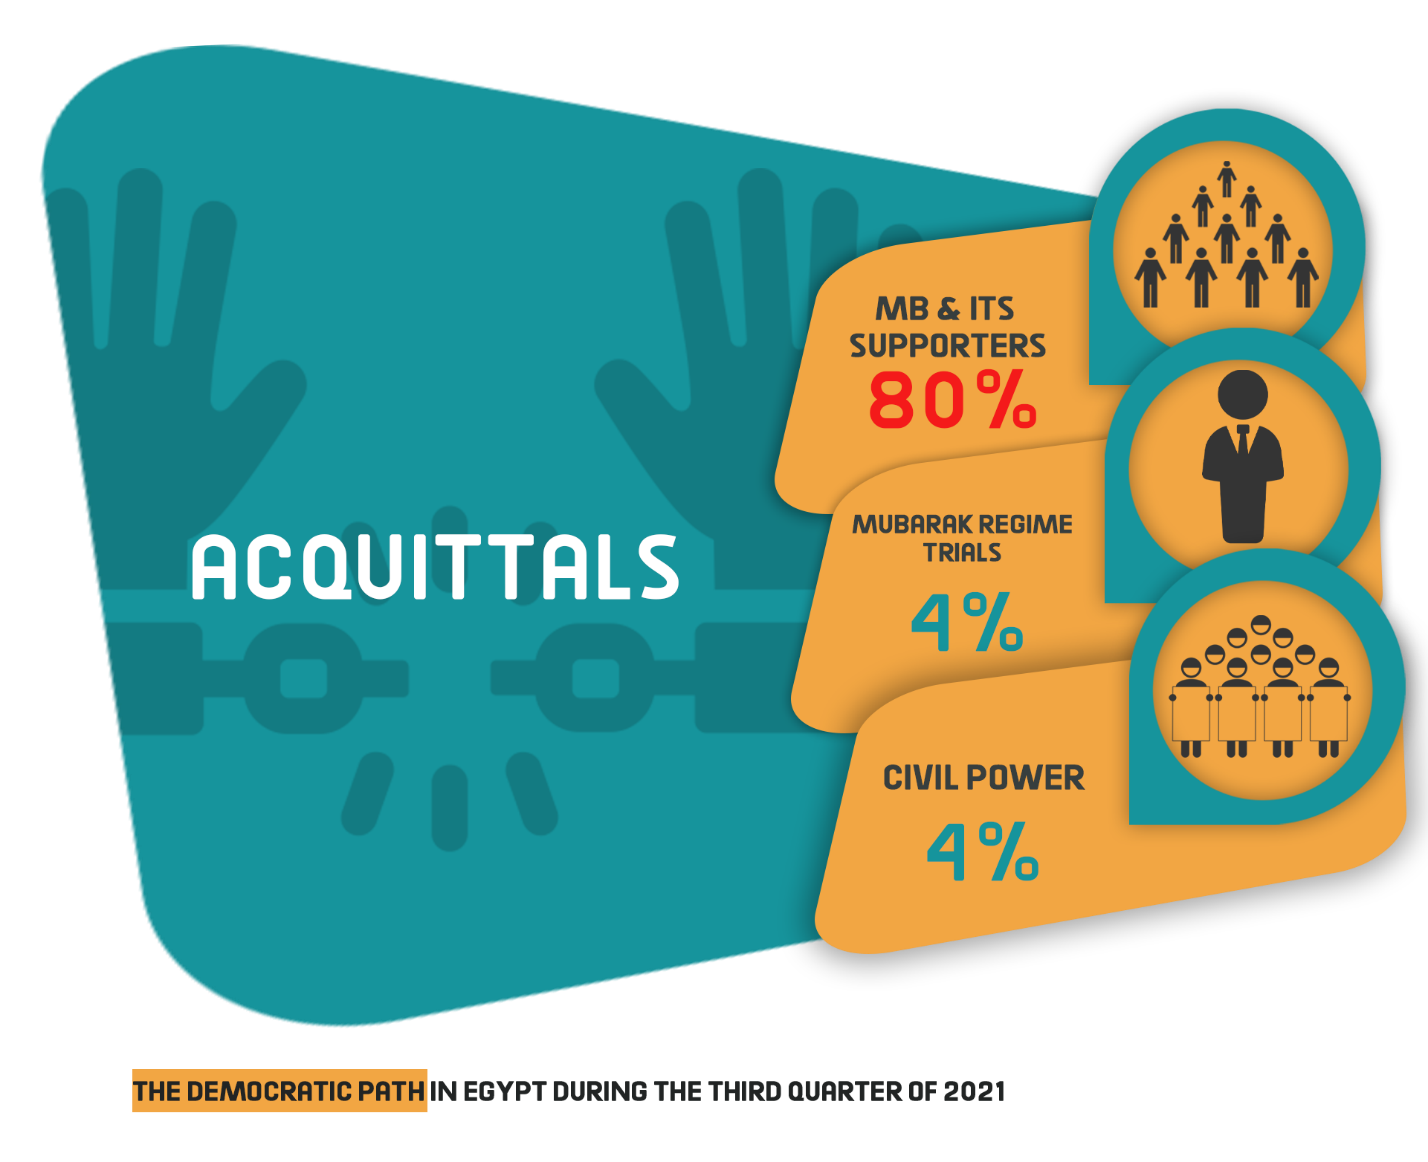 ACQUITTALS
MB & ITS
SUPPORTERS
80%
MUBARAK REGIME
TRIALS
4%
CIVIL POWER
4%
THE DEMOCRATIC PATH IN EGYPT DURING THE THIRD QUARTER OF 2021